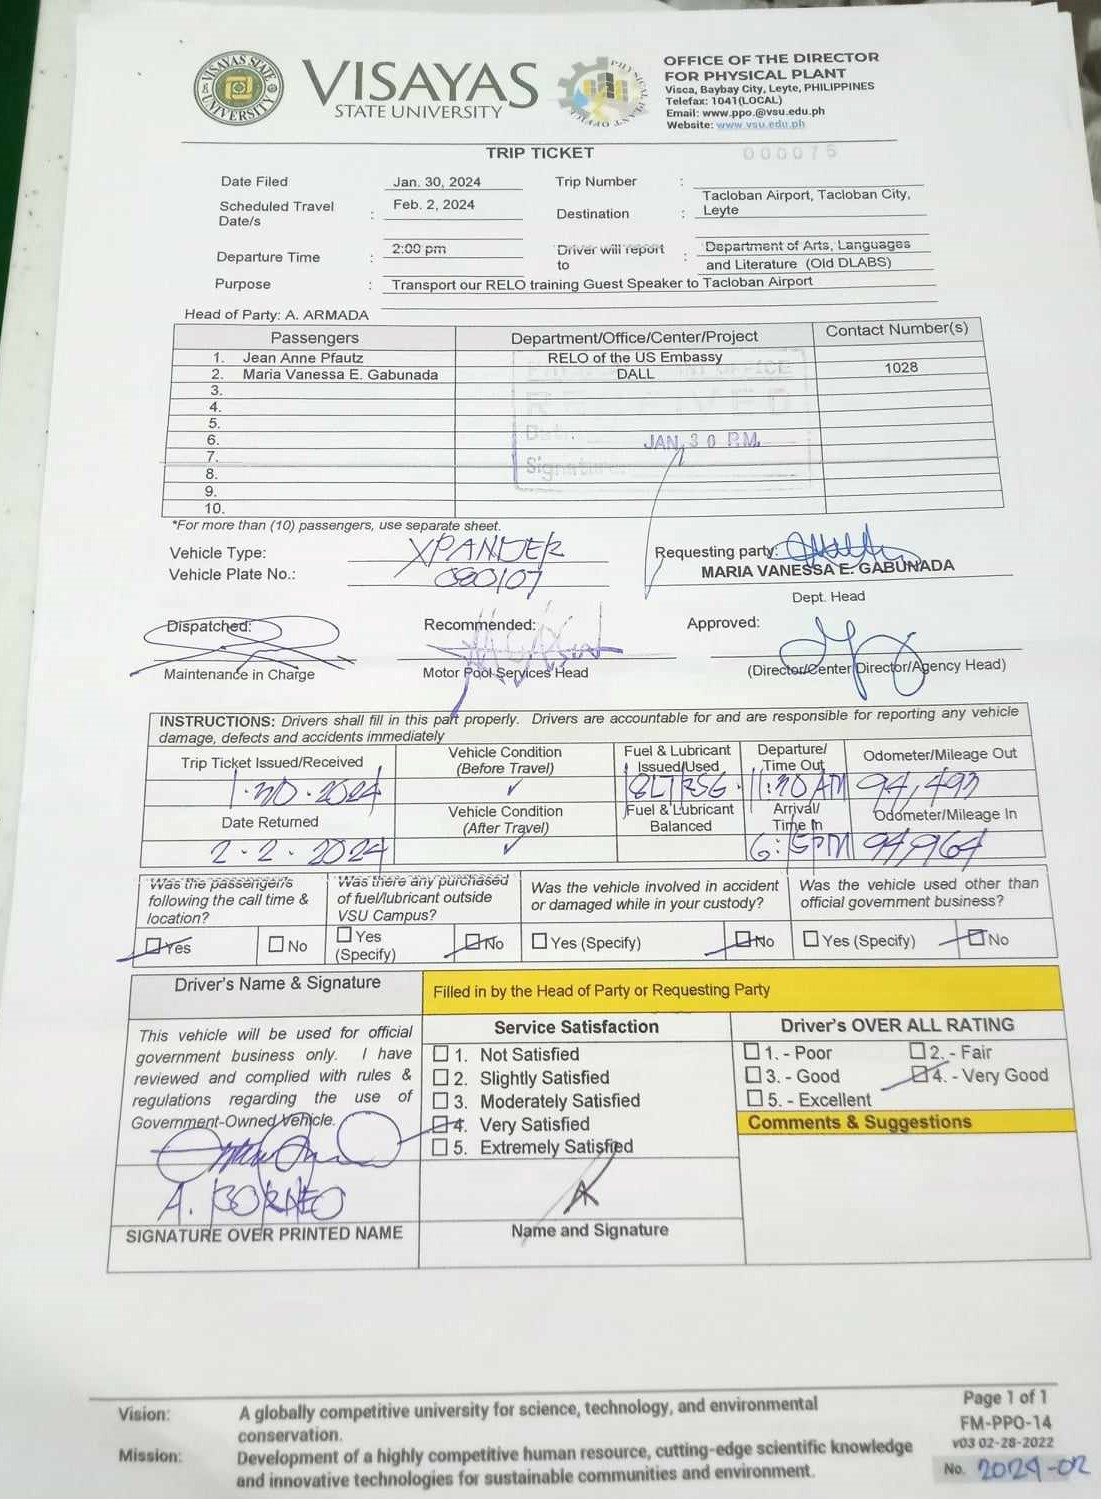 VISAYAS
STATE UNIVERSITY
OFFICE OF THE DIRECTOR
FOR PHYSICAL PLANT
Visca, Baybay City, Leyte, PHILIPPINES
Telefax: 1041(LOCAL)
Email: www.ppo.@vsu.edu.ph
Website: www.vsu.edu.ph
TRIP TICKET
000075
Date Filed Jan. 30, 2024 Trip Number :
Scheduled Travel Date/s : Feb. 2, 2024 Destination : Tacloban Airport, Tacloban City, Leyte
Departure Time : 2:00 pm Driver will report to : Department of Arts, Languages and Literature (Old DLABS)
Purpose : Transport our RELO training Guest Speaker to Tacloban Airport
Head of Party: A. ARMADA
Passengers Department/Office/Center/Project Contact Number(s)
1. Jean Anne Pfautz RELO of the US Embassy
2. Maria Vanessa E. Gabunada DALL 1028
3.
4.
5.
6.
7.
8.
9.
10.
RECEIVED
Date:
JAN. 30 P.M.
Signature:
*For more than (10) passengers, use separate sheet.
Vehicle Type: XPANDER
Vehicle Plate No.: 080107
Requesting party:
MARIA VANESSA E. GABUNADA
Dept. Head
Dispatched: Recommended: Approved:
Maintenance in Charge Motor Pool Services Head (Director/Center Director/Agency Head)
INSTRUCTIONS: Drivers shall fill in this part properly. Drivers are accountable for and are responsible for reporting any vehicle
damage, defects and accidents immediately
Trip Ticket Issued/Received Vehicle Condition (Before Travel) Fuel & Lubricant Issued/Used Departure/ Time Out Odometer/Mileage Out
1-30-2024 ✓ 11:30 AM 94,493
Date Returned Vehicle Condition (After Travel) Fuel & Lubricant Balanced Arrival/ Time In Odometer/Mileage In
2-2-2024 ✓ 94,964
Was the passenger/s following the call time & location?
Was there any purchased of fuel/lubricant outside VSU Campus?
Was the vehicle involved in accident or damaged while in your custody?
Was the vehicle used other than official government business?
Yes No Yes (Specify) No Yes (Specify) No Yes (Specify) No
Driver's Name & Signature
Filled in by the Head of Party or Requesting Party
This vehicle will be used for official
government business only. I have
reviewed and complied with rules &
regulations regarding the use of
Government-Owned Vehicle.
A. BORNEO
SIGNATURE OVER PRINTED NAME
Service Satisfaction
1. Not Satisfied
2. Slightly Satisfied
3. Moderately Satisfied
4. Very Satisfied
5. Extremely Satisfied
Name and Signature
Driver's OVER ALL RATING
1. - Poor 2. - Fair
3. - Good 4. - Very Good
5. - Excellent
Comments & Suggestions
Vision: A globally competitive university for science, technology, and environmental
conservation.
Mission: Development of a highly competitive human resource, cutting-edge scientific knowledge
and innovative technologies for sustainable communities and environment.
Page 1 of 1
FM-PPO-14
v03 02-28-2022
No. 2024-02